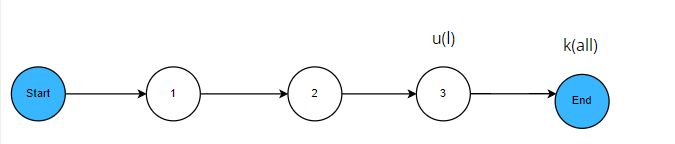 u(l)
k(all)
Start
1
2
3
End